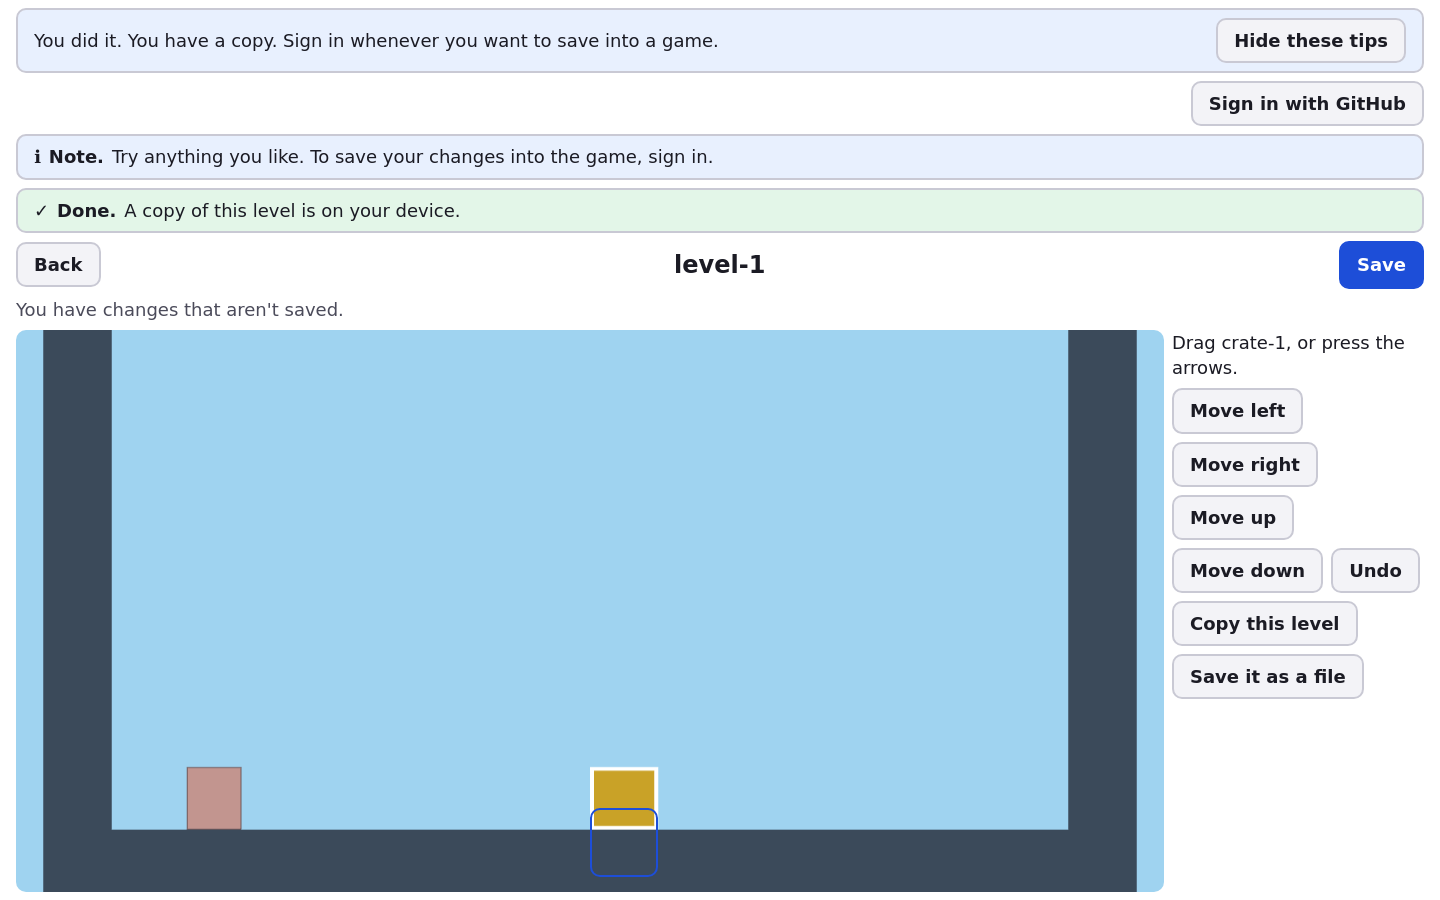 You did it. You have a copy. Sign in whenever you want to save into a game.
Hide these tips
Sign in with GitHub
ℹ Note. Try anything you like. To save your changes into the game, sign in.
✓ Done. A copy of this level is on your device.
Back
level-1
Save
You have changes that aren't saved.
Drag crate-1, or press the
arrows.
Move left
Move right
Move up
Move down
Undo
Copy this level
Save it as a file